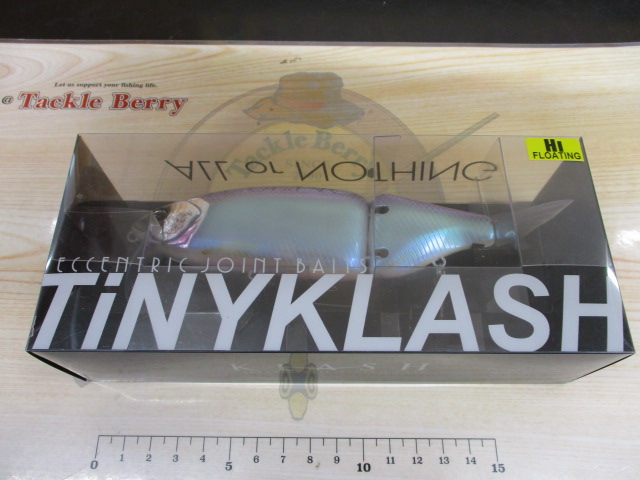 Let us support your fishing life.
@ Tackle Berry
Tackle Berry
ALL or NOTHING
Hi
FLOATING
ECCENTRIC JOINT BAITS
TiNYKLASH
KLASH
0 1 2 3 4 5 6 7 8 9 10 11 12 13 14 15